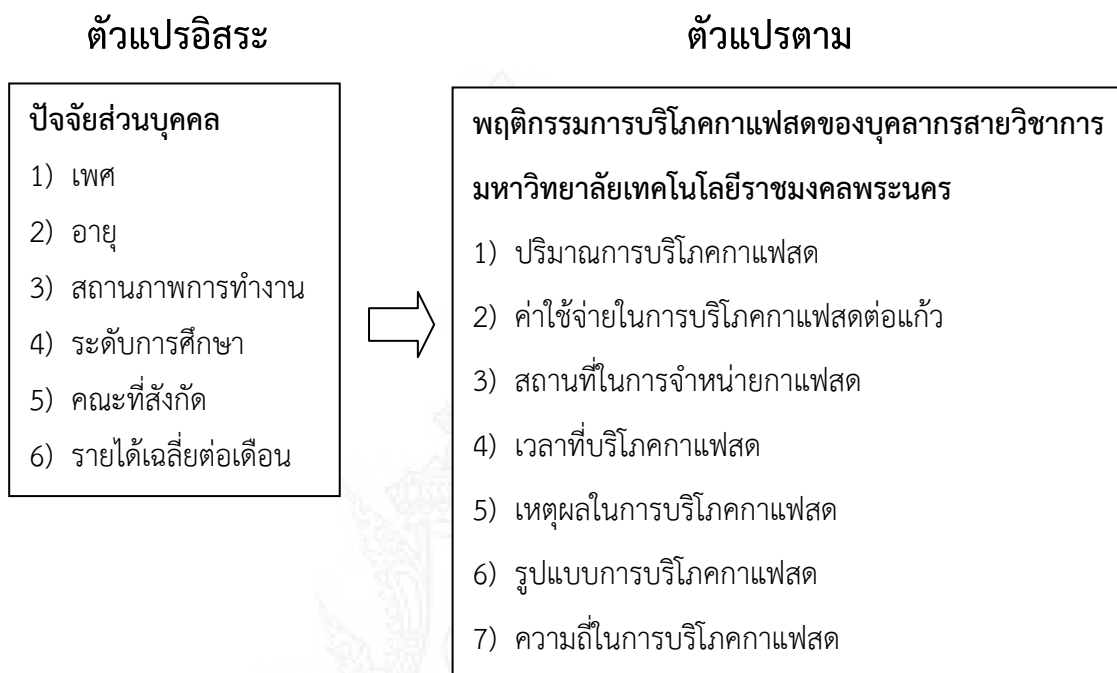 ตัวแปรอิสระ
ตัวแปรตาม
ปัจจัยส่วนบุคคล
1) เพศ
2) อายุ
3) สถานภาพการทำงาน
4) ระดับการศึกษา
5) คณะที่สังกัด
6) รายได้เฉลี่ยต่อเดือน
พฤติกรรมการบริโภคกาแฟสดของบุคลากรสายวิชาการ
มหาวิทยาลัยเทคโนโลยีราชมงคลพระนคร
1) ปริมาณการบริโภคกาแฟสด
2) ค่าใช้จ่ายในการบริโภคกาแฟสดต่อแก้ว
3) สถานที่ในการจำหน่ายกาแฟสด
4) เวลาที่บริโภคกาแฟสด
5) เหตุผลในการบริโภคกาแฟสด
6) รูปแบบการบริโภคกาแฟสด
7) ความถี่ในการบริโภคกาแฟสด